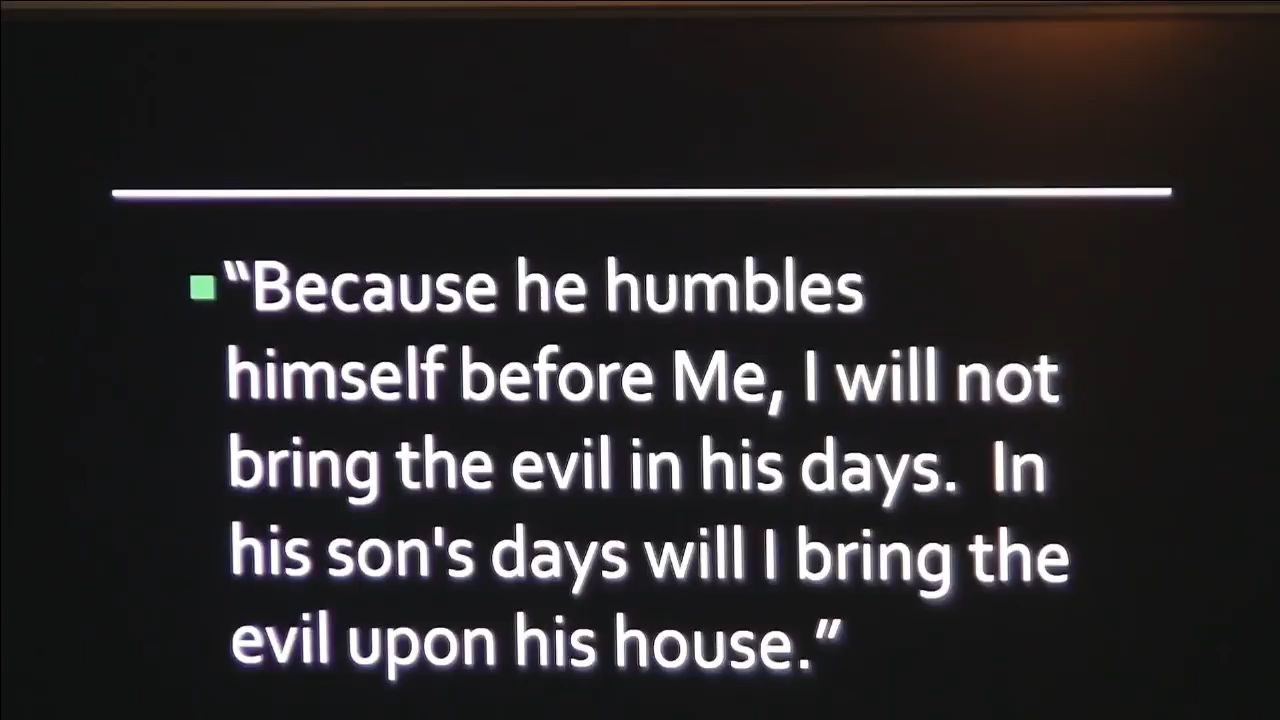 “Because he humbles
himself before Me, I will not
bring the evil in his days.  In
his son's days will I bring the
evil upon his house.”